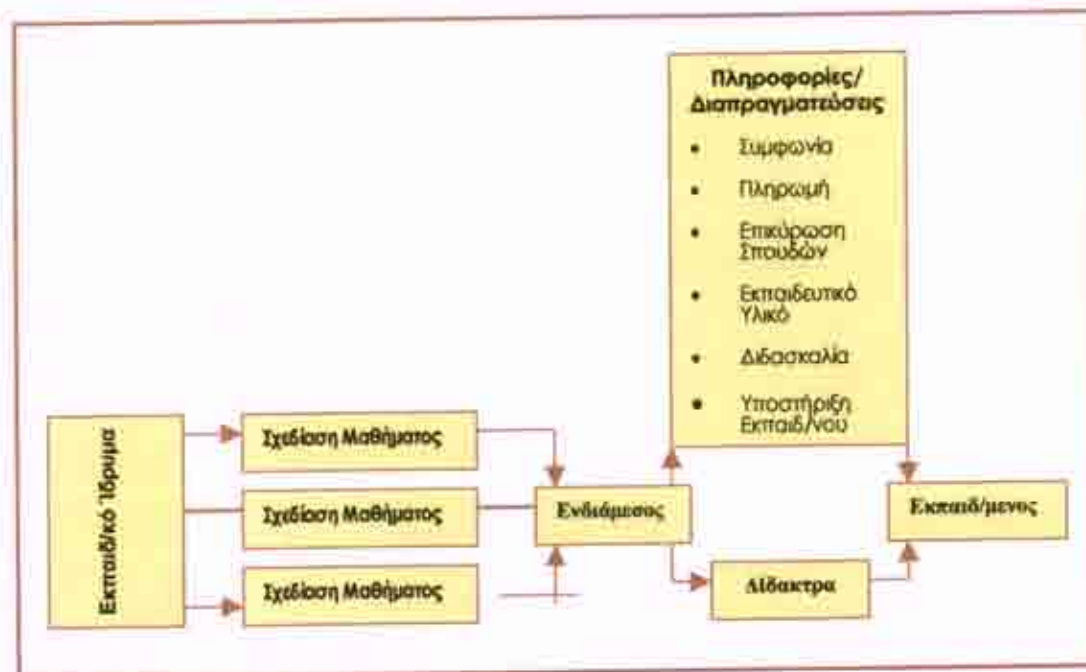 Πληροφορίες/
Διαπραγματεύσεις
• Συμφωνία
• Πληρωμή
• Επικύρωση
Σπουδών
• Εκπαιδευτικό
Υλικό
• Διδασκαλία
• Υποστήριξη
Εκπαιδ/νου
Εκπαιδ/κό Ίδρυμα
Σχεδίαση Μαθήματος
Σχεδίαση Μαθήματος
Σχεδίαση Μαθήματος
Ενδιάμεσος
Εκπαιδ/μενος
Δίδακτρα